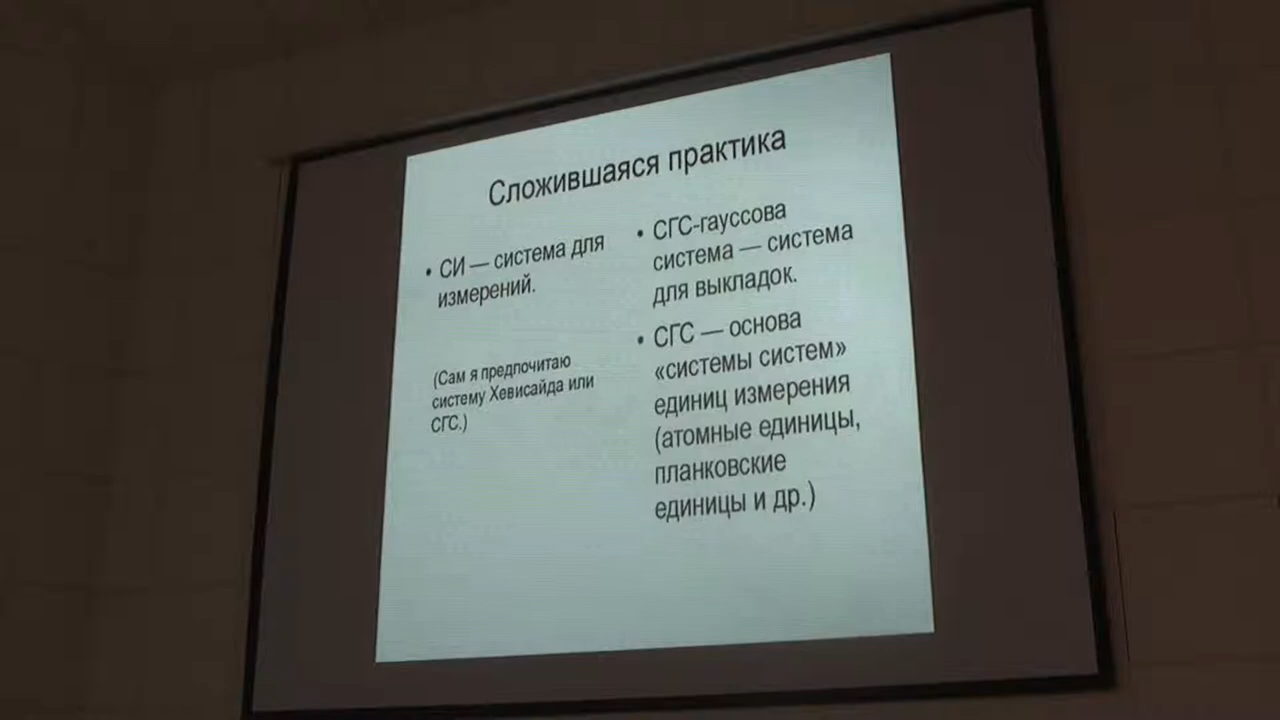 Сложившаяся практика
• СИ — система для
измерений.
(Сам я предпочитаю
систему Хевисайда или
СГС.)
• СГС-гауссова
система — система
для выкладок.
• СГС — основа
«системы систем»
единиц измерения
(атомные единицы,
планковские
единицы и др.)